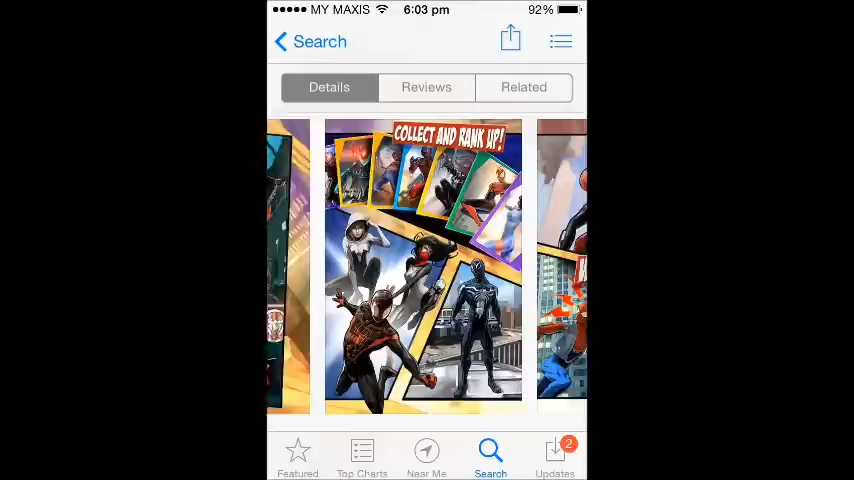 MY MAXIS 6:03 pm 92%
Search
Details Reviews Related
COLLECT AND RANK UP!
Featured Top Charts Near Me Search Updates
2